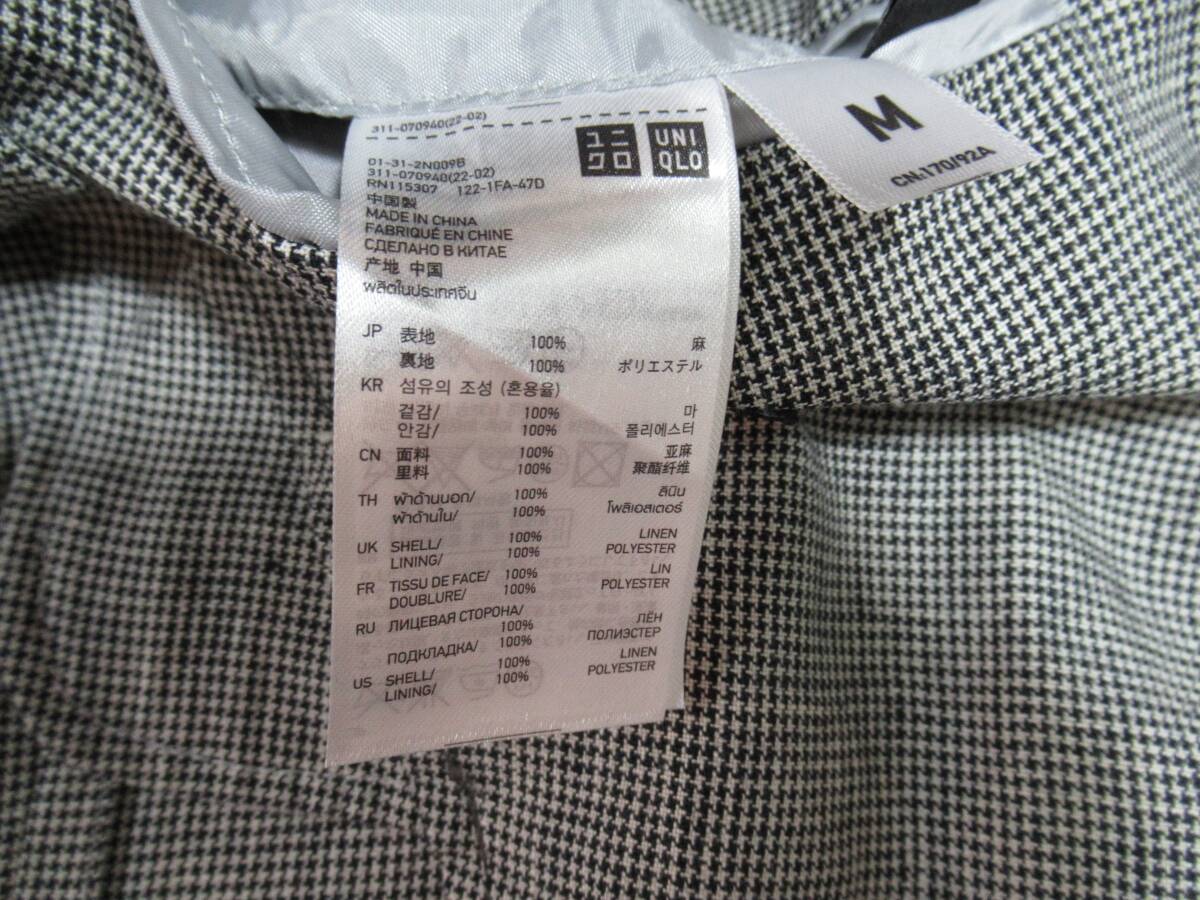 311-070940(22-02)
ユニ
クロ
UNI
QLO
01-31-2N009B
311-070940(22-02)
RN115307 122-1FA-47D
中国製
MADE IN CHINA
FABRIQUÉ EN CHINE
СДЕЛАНО В КИТАЕ
产地 中国
ผลิตในประเทศจีน
JP 表地 100% 麻
裏地 100% ポリエステル
KR 섬유의 조성 (혼용율)
겉감/ 100% 마
안감/ 100% 폴리에스터
CN 面料 100% 亚麻
里料 100% 聚酯纤维
TH ผ้าด้านนอก/ 100% ลินิน
ผ้าด้านใน/ 100% โพลิเอสเตอร์
UK SHELL/ 100% LINEN
LINING/ 100% POLYESTER
FR TISSU DE FACE/ 100% LIN
DOUBLURE/ 100% POLYESTER
RU ЛИЦЕВАЯ СТОРОНА/
100% ЛЁН
ПОДКЛАДКА/ 100% ПОЛИЭСТЕР
US SHELL/ 100% LINEN
LINING/ 100% POLYESTER
M
CN:170/92A